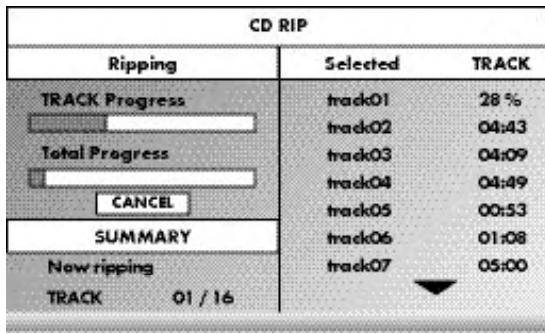 CD RIP
Ripping
TRACK Progress
Total Progress
CANCEL
SUMMARY
Now ripping
TRACK 01 / 16
Selected TRACK
track01 28 %
track02 04:43
track03 04:09
track04 04:49
track05 00:53
track06 01:08
track07 05:00